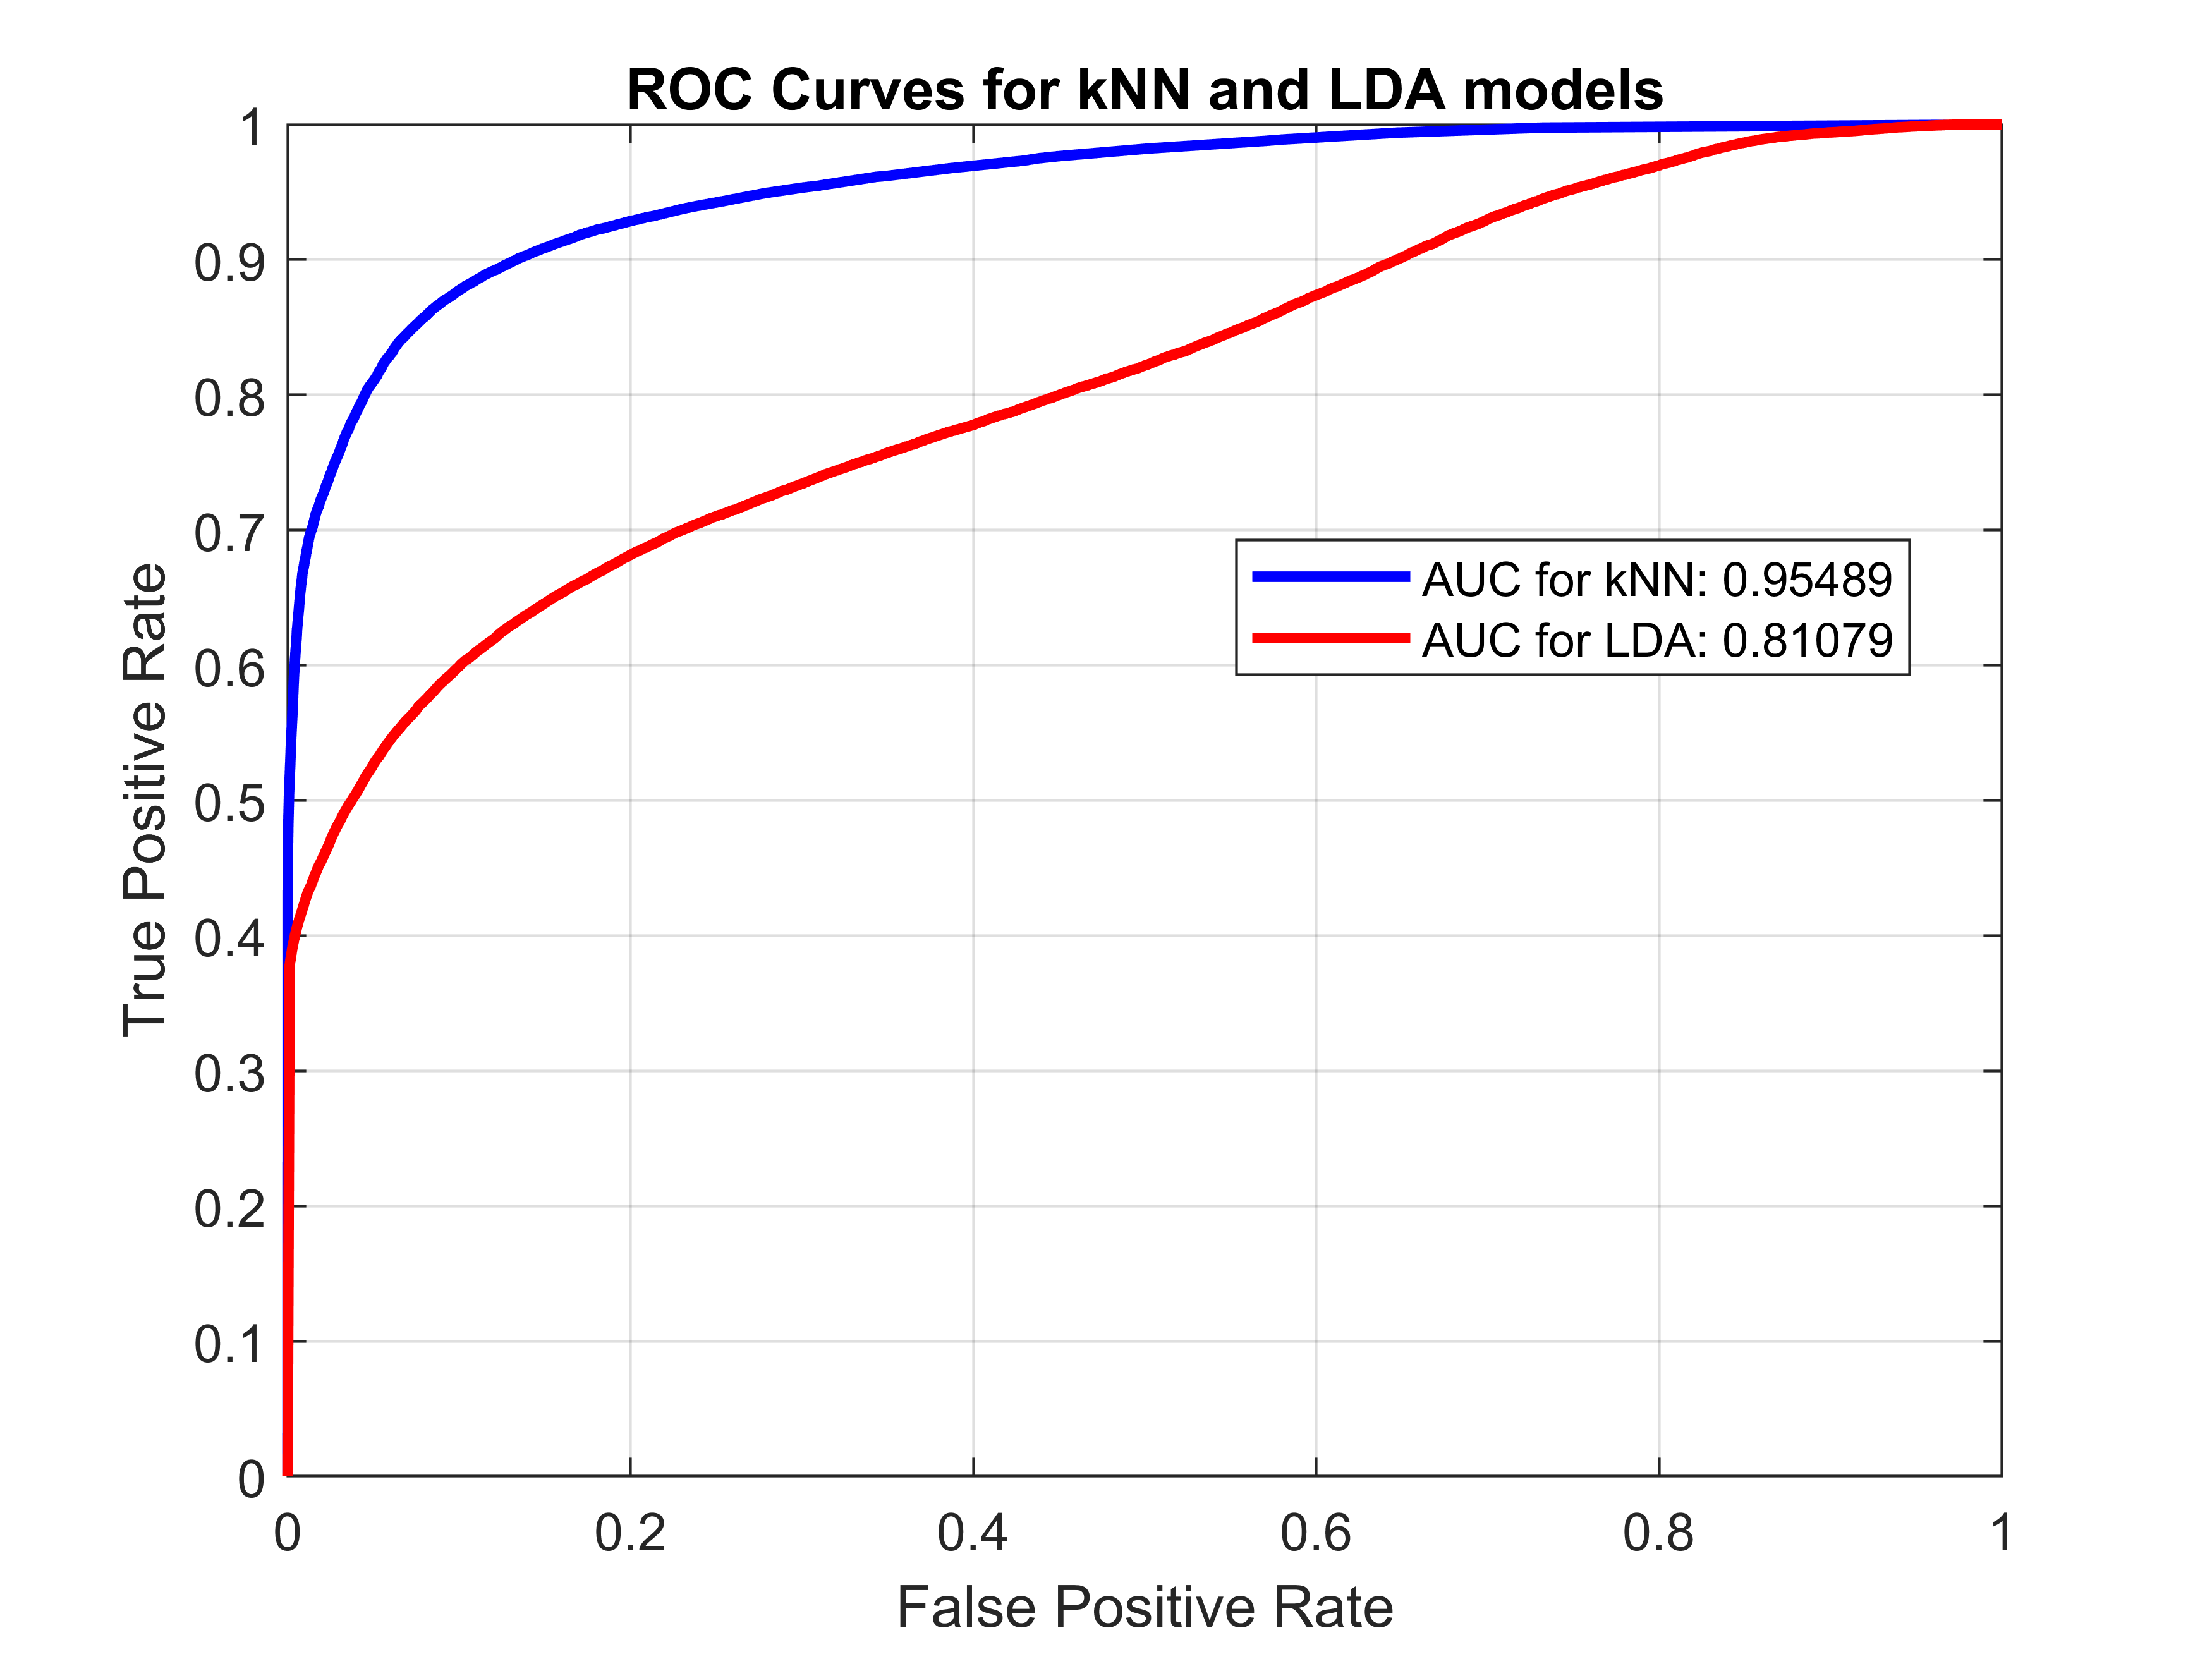 ROC Curves for kNN and LDA models
1
0.9
0.8
0.7
0.6
0.5
0.4
0.3
0.2
0.1
0
True Positive Rate
AUC for kNN: 0.95489
AUC for LDA: 0.81079
0 0.2 0.4 0.6 0.8 1
False Positive Rate